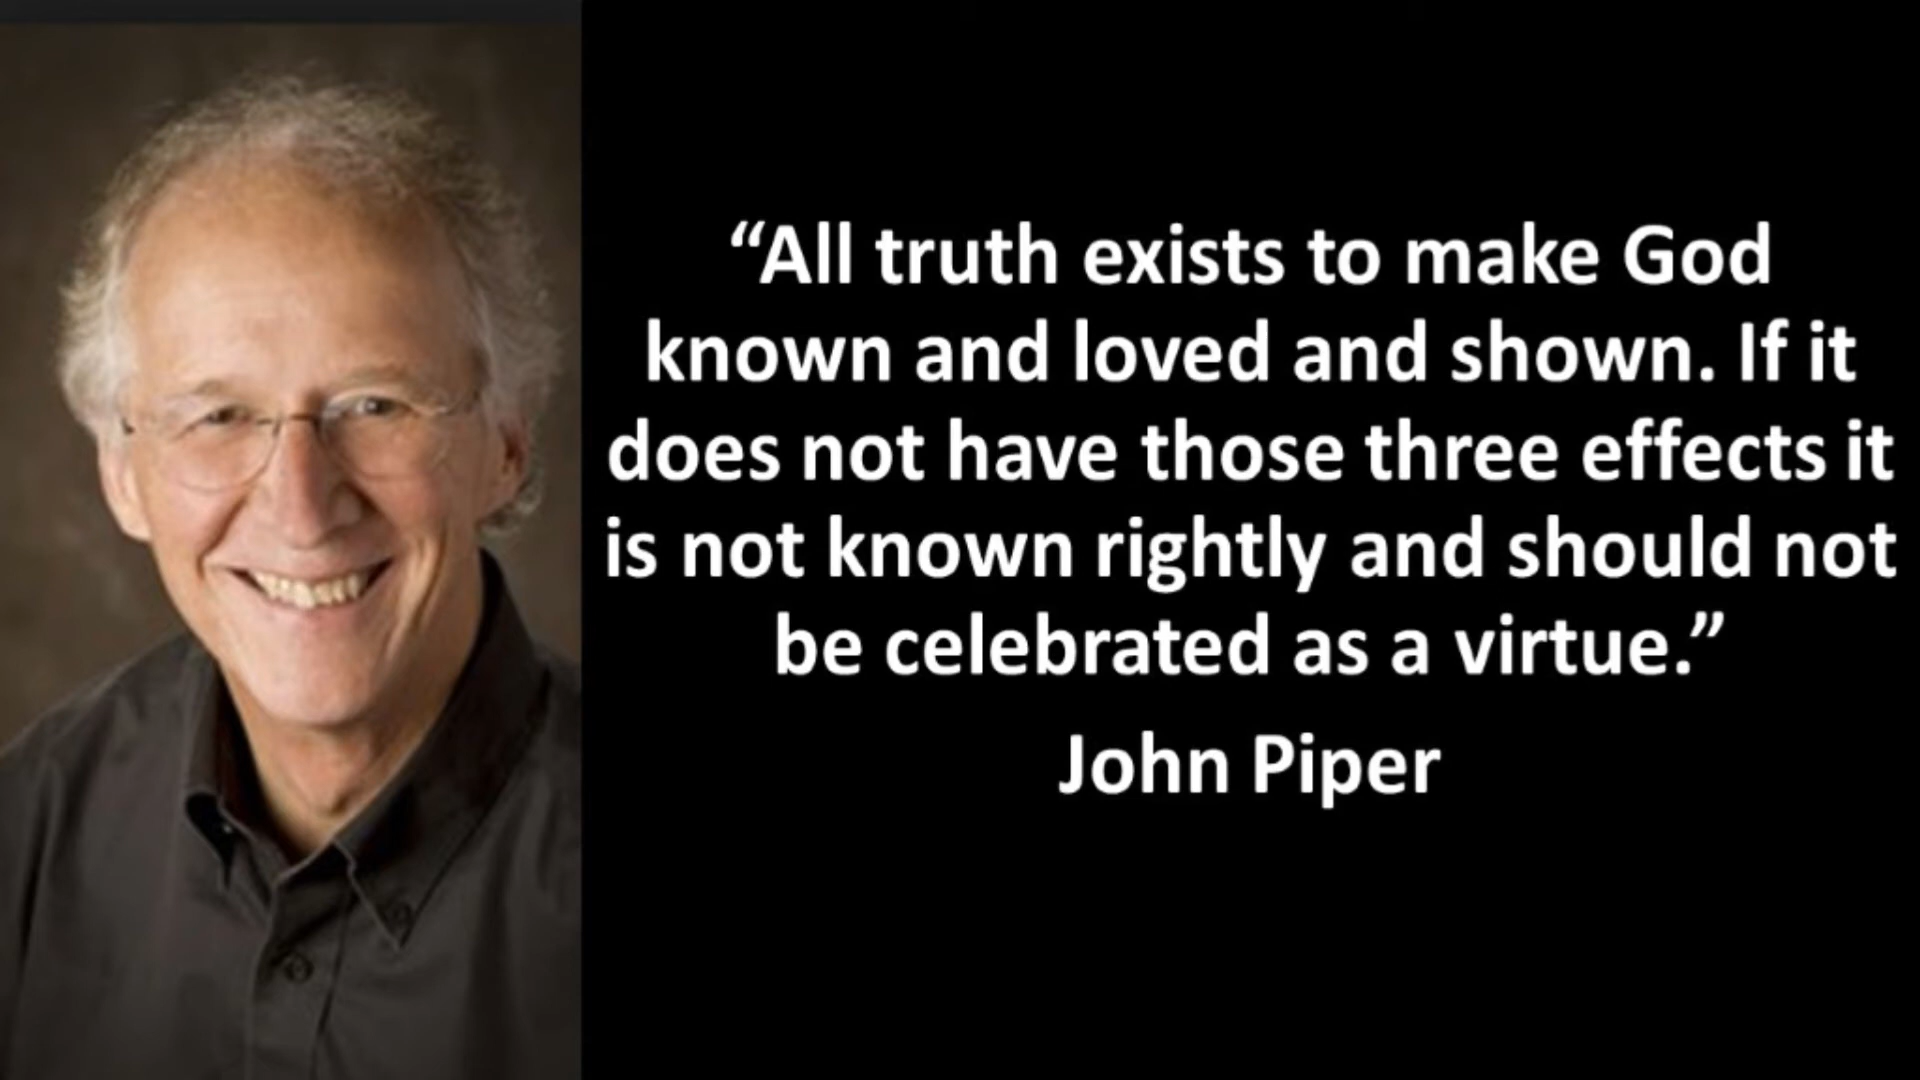 “All truth exists to make God
known and loved and shown. If it
does not have those three effects it
is not known rightly and should not
be celebrated as a virtue.”
John Piper